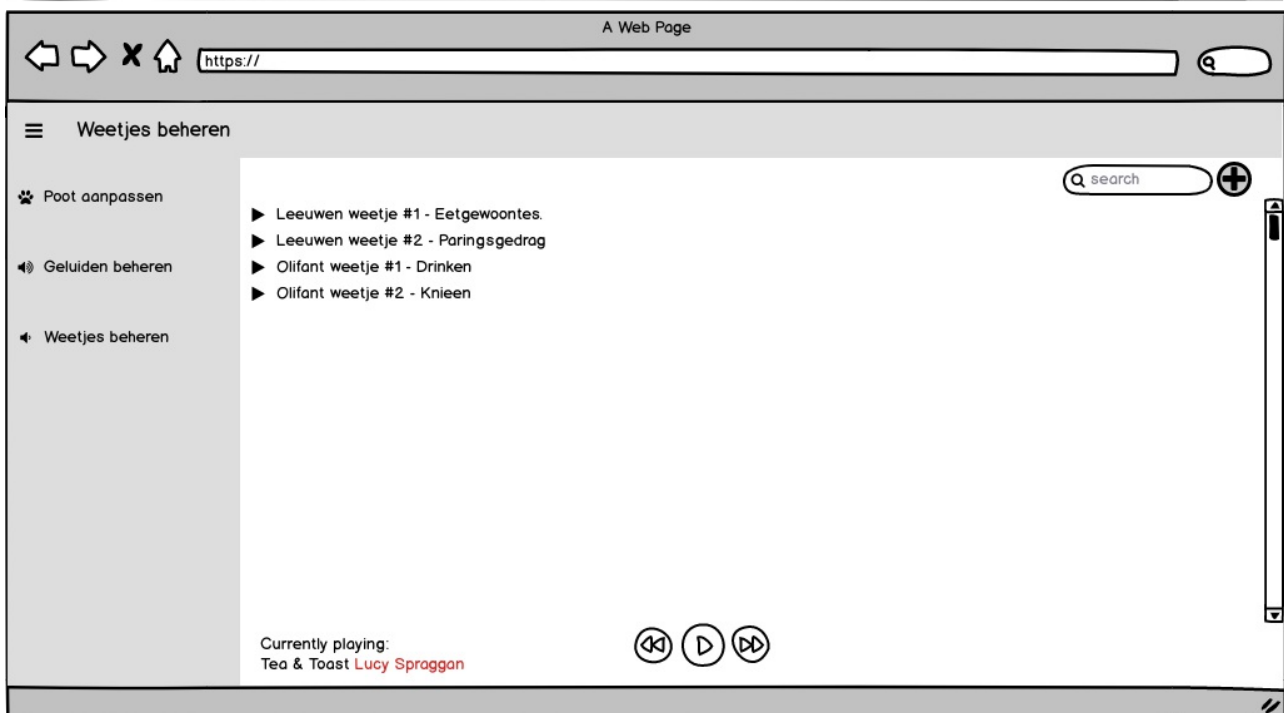 A Web Page
https://
Weetjes beheren
Poot aanpassen
Geluiden beheren
Weetjes beheren
search
Leeuwen weetje #1 - Eetgewoontes.
Leeuwen weetje #2 - Paringsgedrag
Olifant weetje #1 - Drinken
Olifant weetje #2 - Knieen
Currently playing:
Tea & Toast Lucy Spraggan